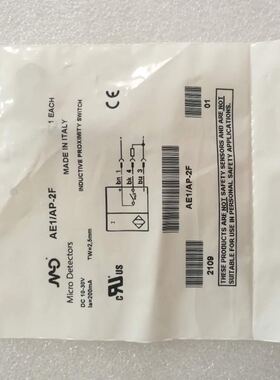 1 EACH
AE1/AP-2F
MADE IN ITALY
INDUCTIVE PROXIMITY SWITCH
CE
Micro Detectors
DC 10-30V
Ia=200mA
TW=2,5mm
bn 1
bk 4
bu 3
c RU US
01
AE1/AP-2F
2109
THESE PRODUCTS ARE NOT SAFETY SENSORS AND ARE NOT
SUITABLE FOR USE IN PERSONAL SAFETY APPLICATIONS.